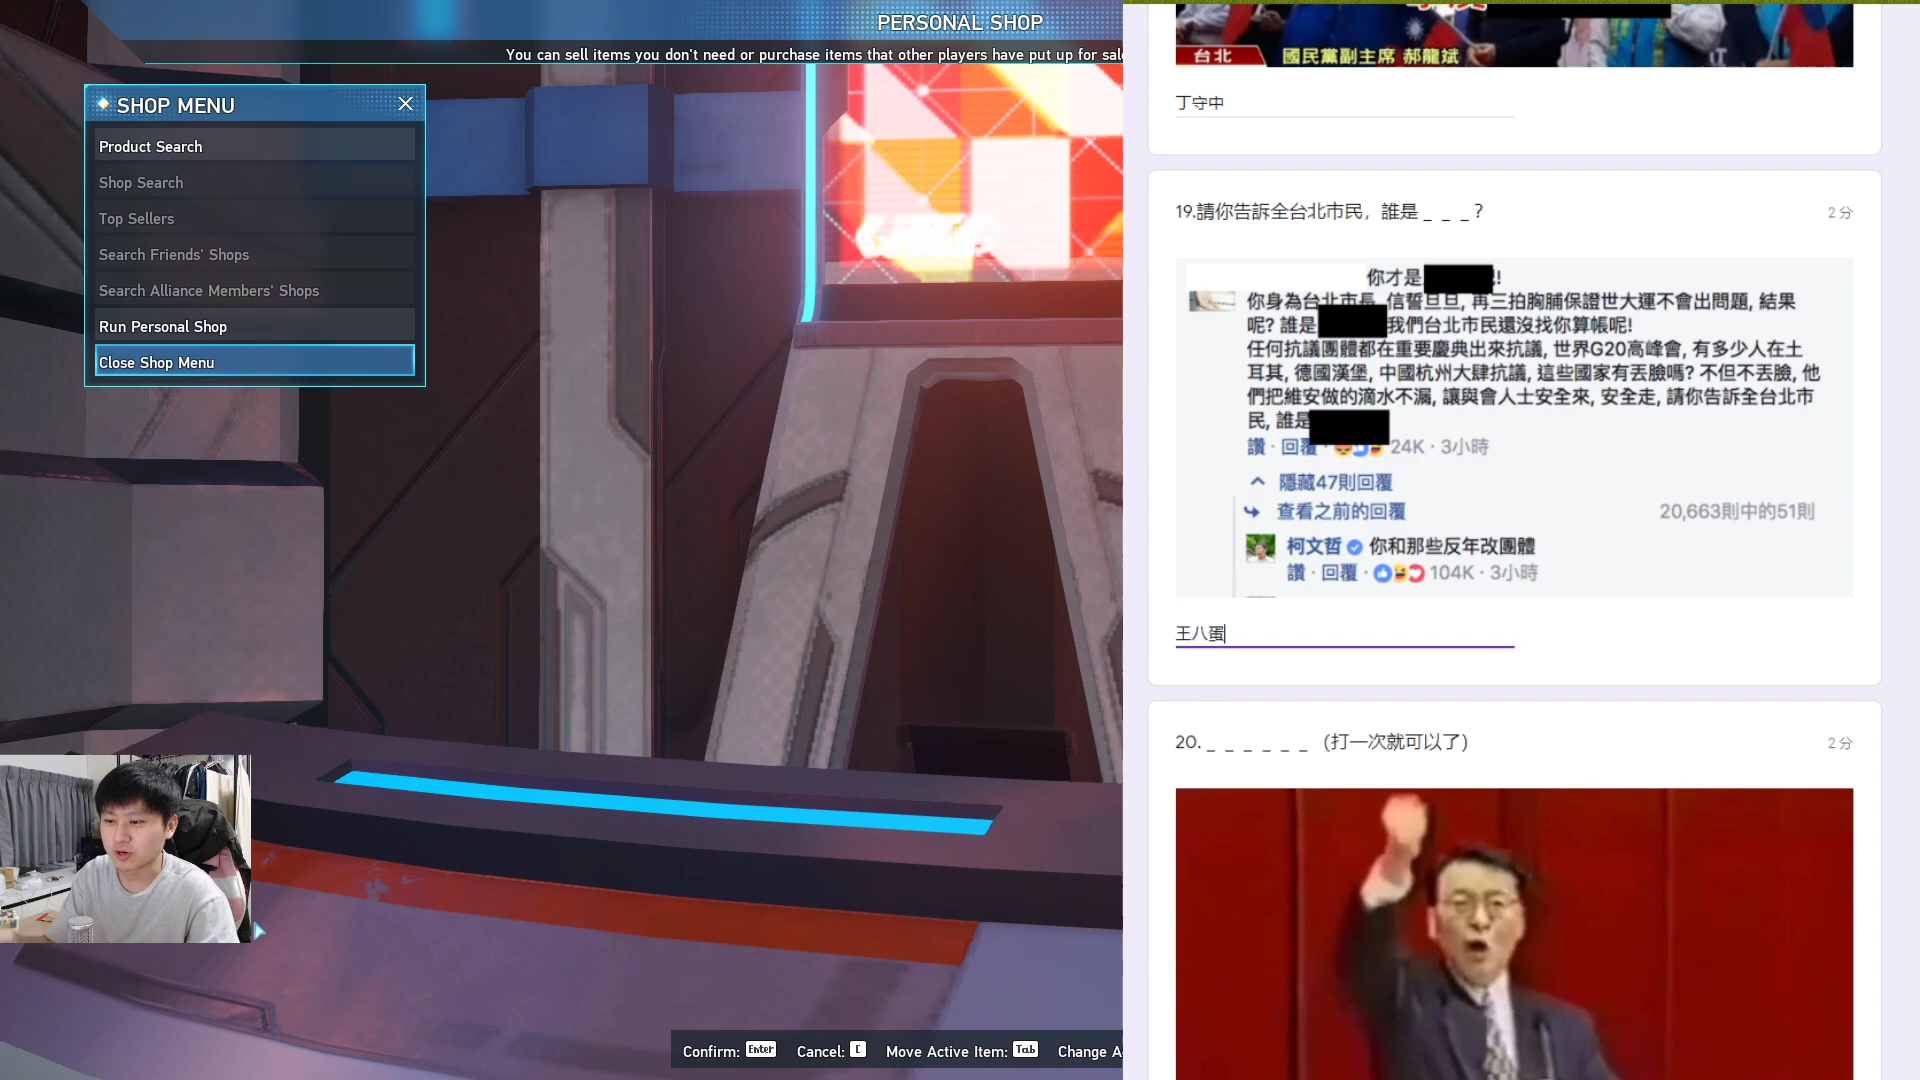 PERSONAL SHOP
You can sell items you don't need or purchase items that other players have put up for sal
SHOP MENU
Product Search
Shop Search
Top Sellers
Search Friends' Shops
Search Alliance Members' Shops
Run Personal Shop
Close Shop Menu
Confirm: Enter Cancel: E Move Active Item: Tab Change A
台北 國民黨副主席 郝龍斌
丁守中
19.請你告訴全台北市民，誰是 _ _ _ ?
2 分
你才是 !
你身為台北市長, 信誓旦旦, 再三拍胸脯保證世大運不會出問題, 結果
呢? 誰是 我們台北市民還沒找你算帳呢!
任何抗議團體都在重要慶典出來抗議, 世界G20高峰會, 有多少人在土
耳其, 德國漢堡, 中國杭州大肆抗議, 這些國家有丟臉嗎? 不但不丟臉, 他
們把維安做的滴水不漏, 讓與會人士安全來, 安全走, 請你告訴全台北市
民, 誰是
讚 · 回覆 · 24K · 3小時
隱藏47則回覆
查看之前的回覆 20,663則中的51則
柯文哲 你和那些反年改團體
讚 · 回覆 · 104K · 3小時
王八蛋
20. _ _ _ _ _ _ （打一次就可以了）
2 分